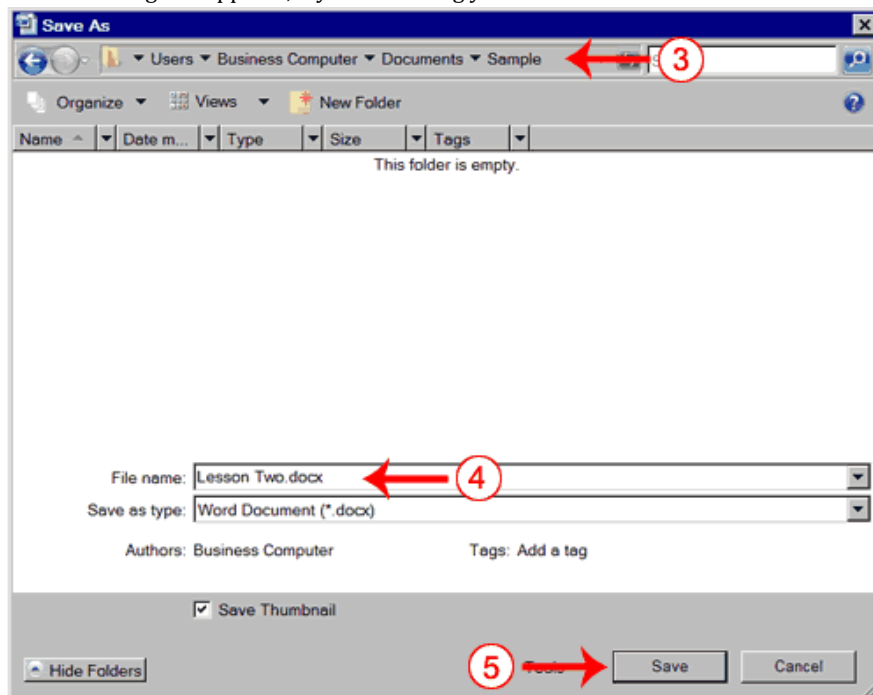 Save As
Users Business Computer Documents Sample
3
Organize Views New Folder
Name Date m... Type Size Tags
This folder is empty.
File name: Lesson Two.docx
4
Save as type: Word Document (*.docx)
Authors: Business Computer Tags: Add a tag
Save Thumbnail
Hide Folders
5
Tools
Save
Cancel